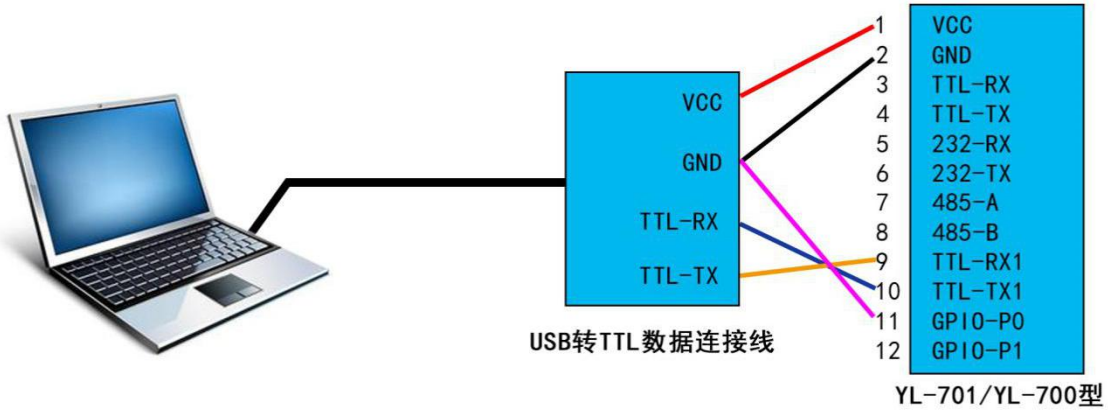 VCC
GND
TTL-RX
TTL-TX
USB转TTL数据连接线
1 VCC
2 GND
3 TTL-RX
4 TTL-TX
5 232-RX
6 232-TX
7 485-A
8 485-B
9 TTL-RX1
10 TTL-TX1
11 GPIO-P0
12 GPIO-P1
YL-701/YL-700型